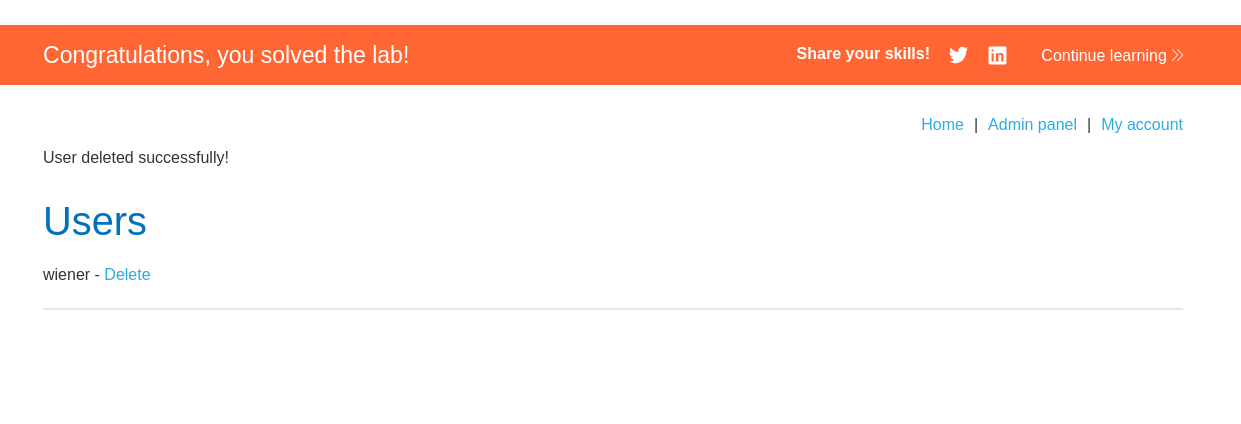 Congratulations, you solved the lab!
Share your skills!
Continue learning
Home | Admin panel | My account
User deleted successfully!
Users
wiener - Delete